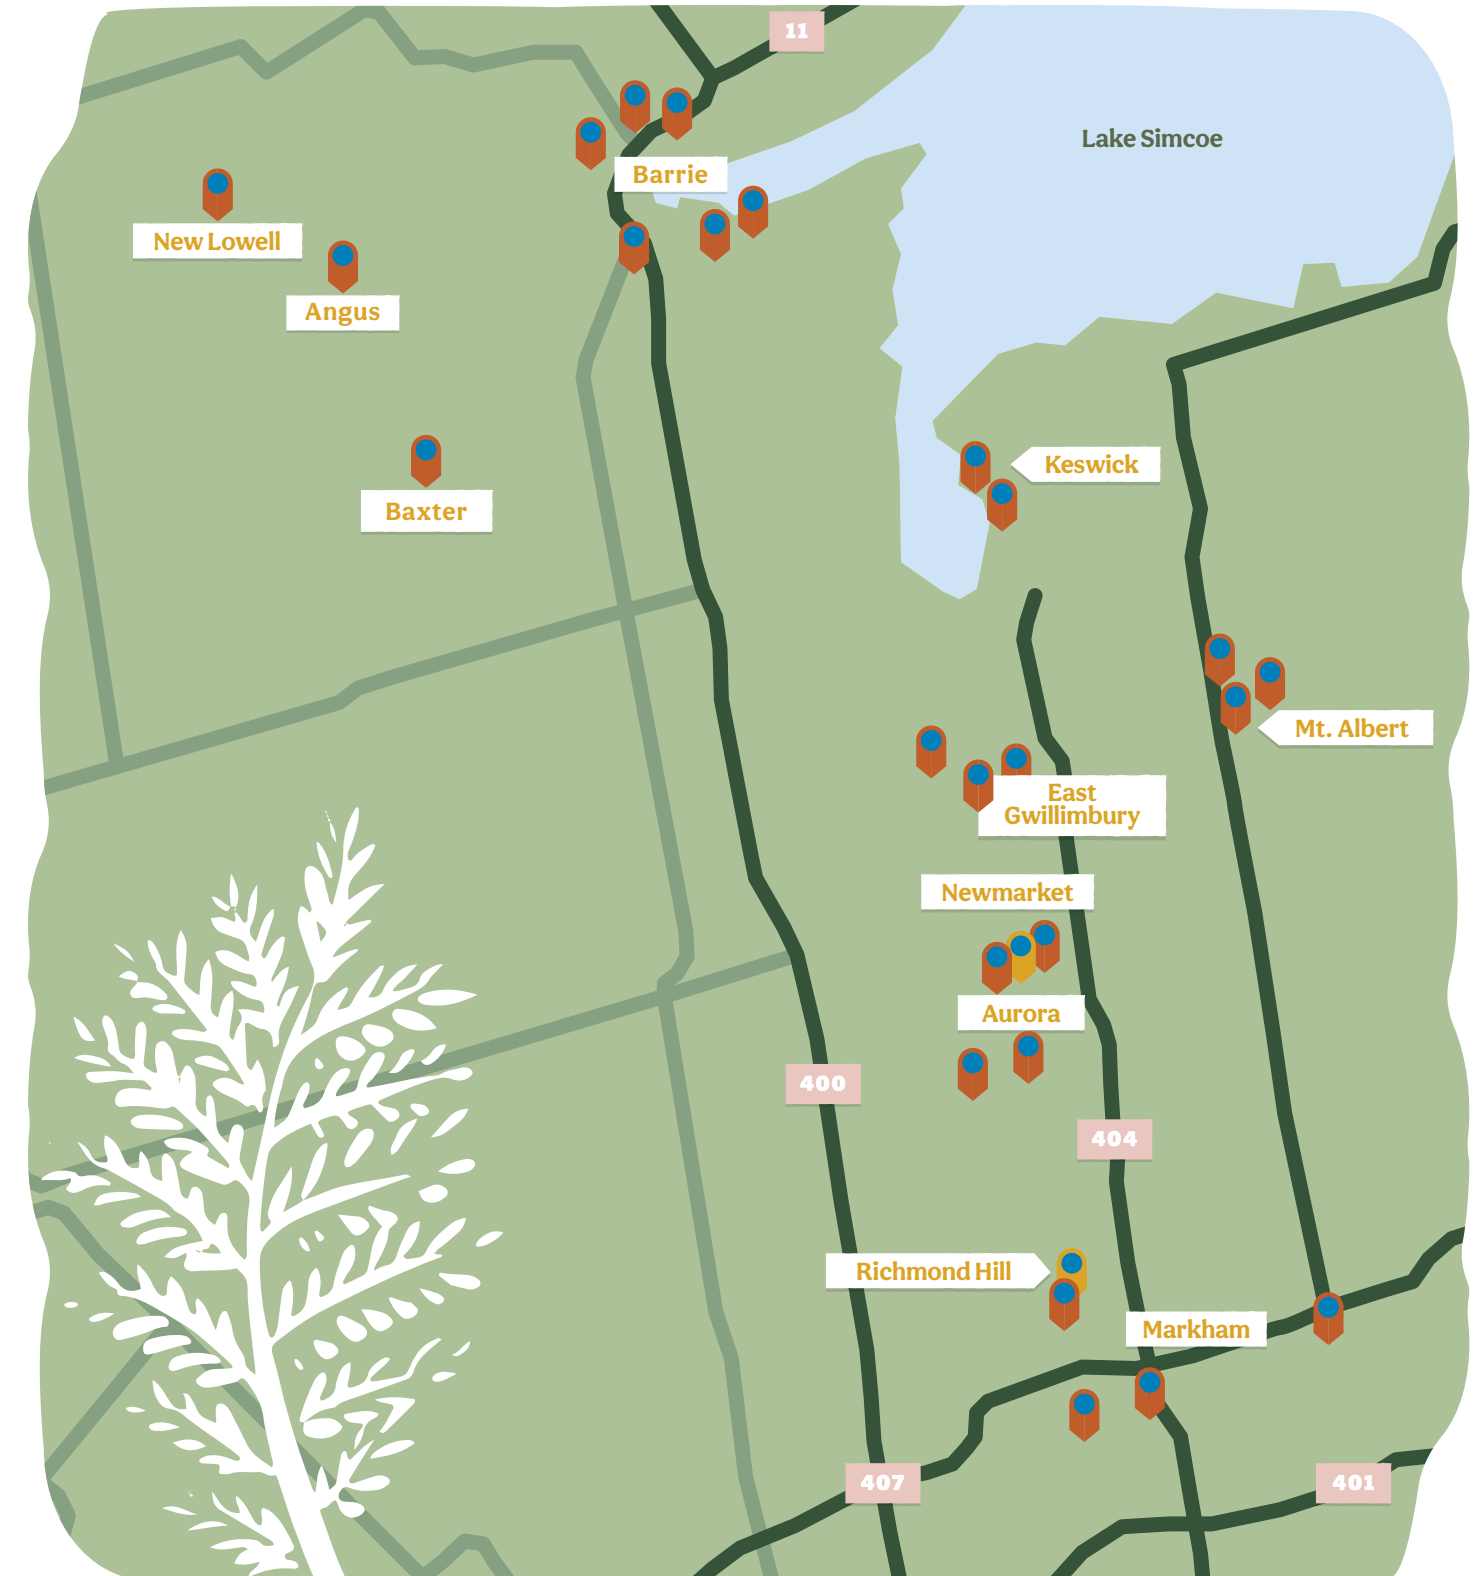 11
Lake Simcoe
Barrie
New Lowell
Angus
Keswick
Baxter
Mt. Albert
East
Gwillimbury
Newmarket
Aurora
400
404
Richmond Hill
Markham
407
401